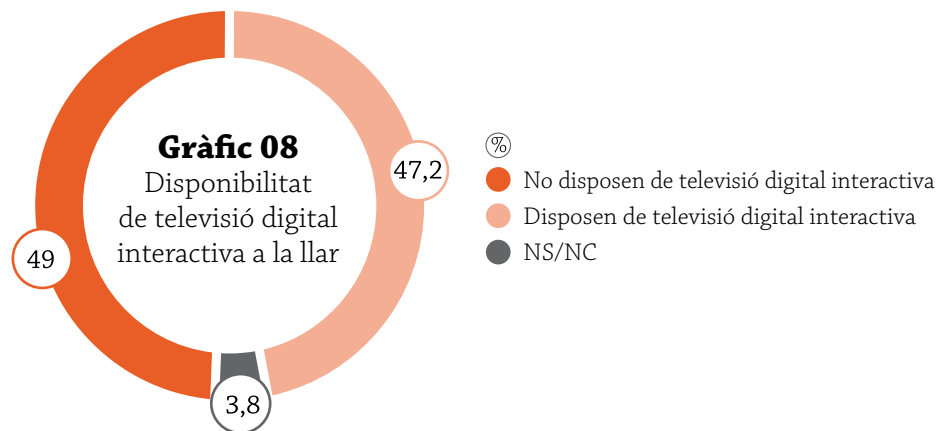 Gràfic 08
Disponibilitat
de televisió digital
interactiva a la llar
47,2
49
3,8
%
No disposen de televisió digital interactiva
Disposen de televisió digital interactiva
NS/NC